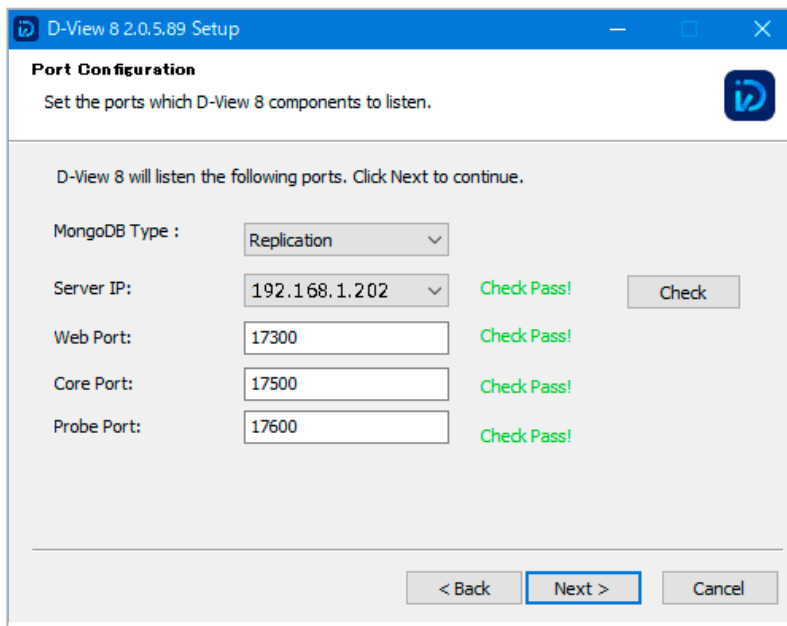 D-View 8 2.0.5.89 Setup
Port Configuration
Set the ports which D-View 8 components to listen.
D-View 8 will listen the following ports. Click Next to continue.
MongoDB Type : Replication
Server IP: 192.168.1.202 Check Pass! Check
Web Port: 17300 Check Pass!
Core Port: 17500 Check Pass!
Probe Port: 17600 Check Pass!
< Back Next > Cancel